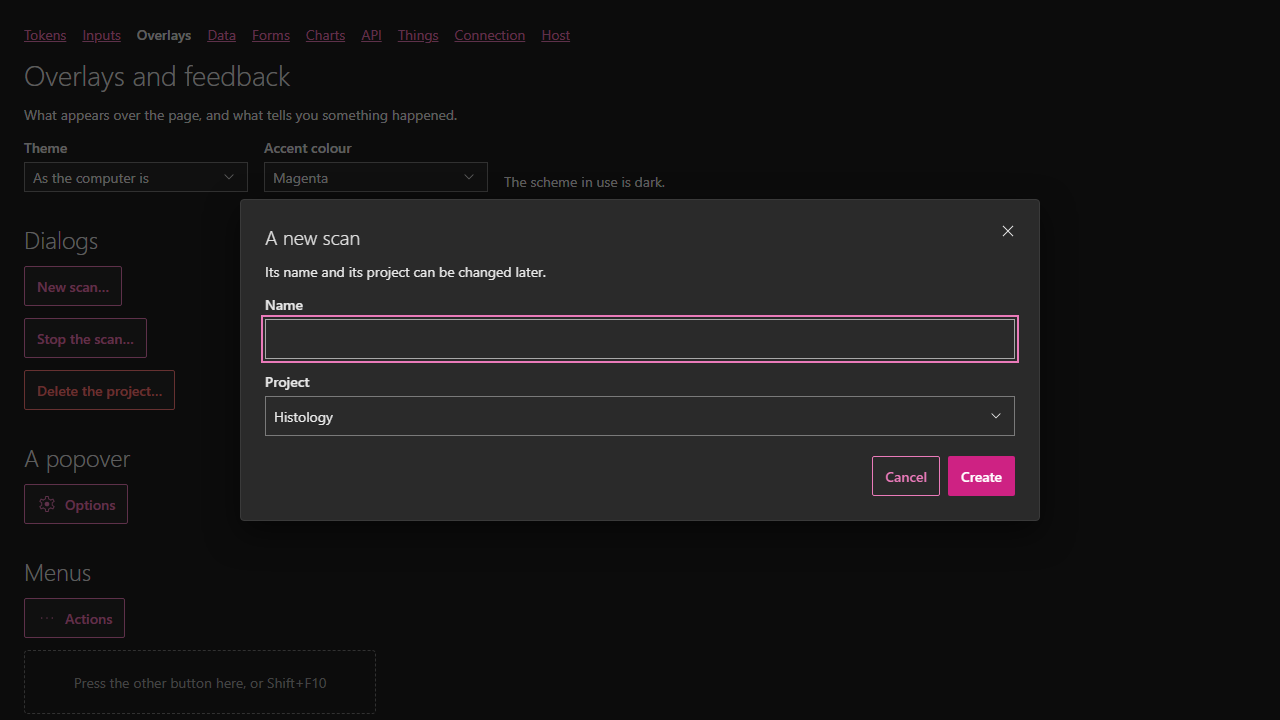 Tokens Inputs Overlays Data Forms Charts API Things Connection Host
Overlays and feedback
What appears over the page, and what tells you something happened.
Theme Accent colour
As the computer is Magenta The scheme in use is dark.
Dialogs
New scan...
Stop the scan...
Delete the project...
A new scan
Its name and its project can be changed later.
Name
Project
Histology
Cancel Create
A popover
Options
Menus
Actions
Press the other button here, or Shift+F10